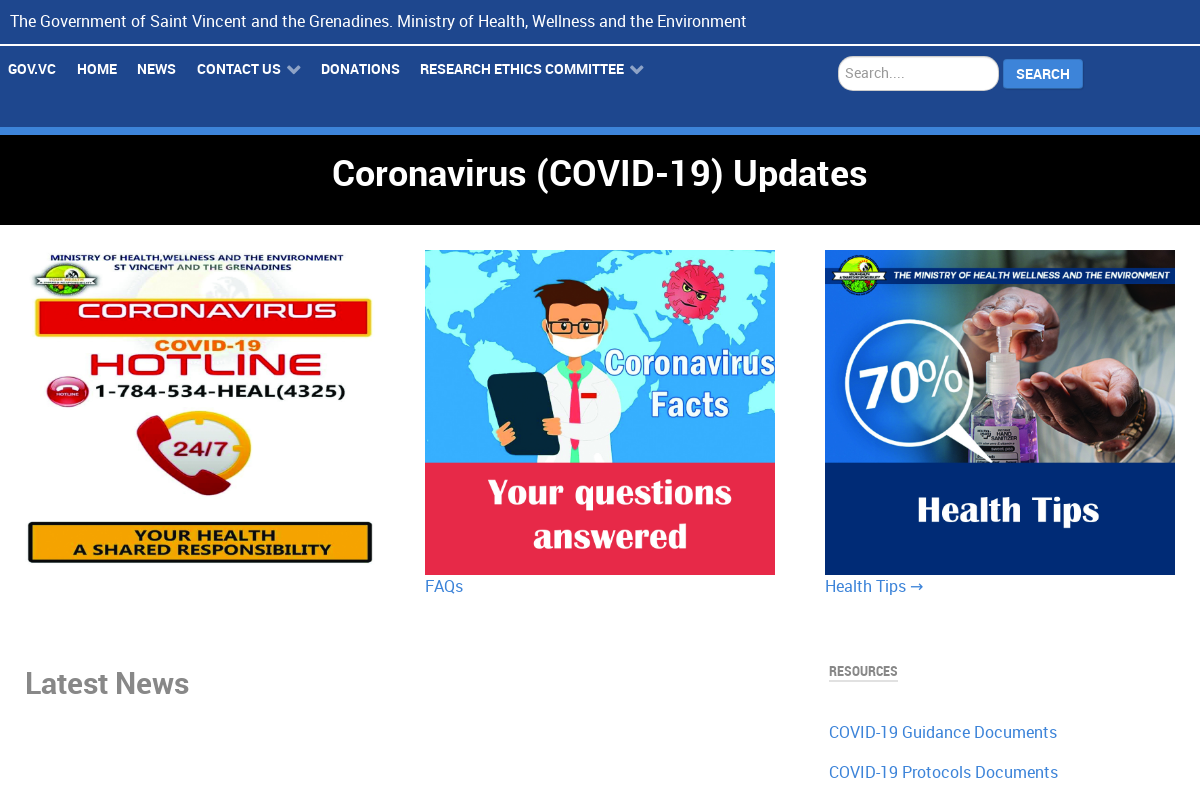 The Government of Saint Vincent and the Grenadines. Ministry of Health, Wellness and the Environment
GOV.VC
HOME
NEWS
CONTACT US
DONATIONS
RESEARCH ETHICS COMMITTEE
Search....
SEARCH
Coronavirus (COVID-19) Updates
MINISTRY OF HEALTH,WELLNESS AND THE ENVIRONMENT
ST VINCENT AND THE GRENADINES
CORONAVIRUS
COVID-19
HOTLINE
HOTLINE
1-784-534-HEAL(4325)
24/7
YOUR HEALTH
A SHARED RESPONSIBILITY
Coronavirus
Facts
Your questions
answered
FAQs
THE MINISTRY OF HEALTH WELLNESS AND THE ENVIRONMENT
70%
HAND
SANITIZER
Health Tips
Health Tips →
Latest News
RESOURCES
COVID-19 Guidance Documents
COVID-19 Protocols Documents